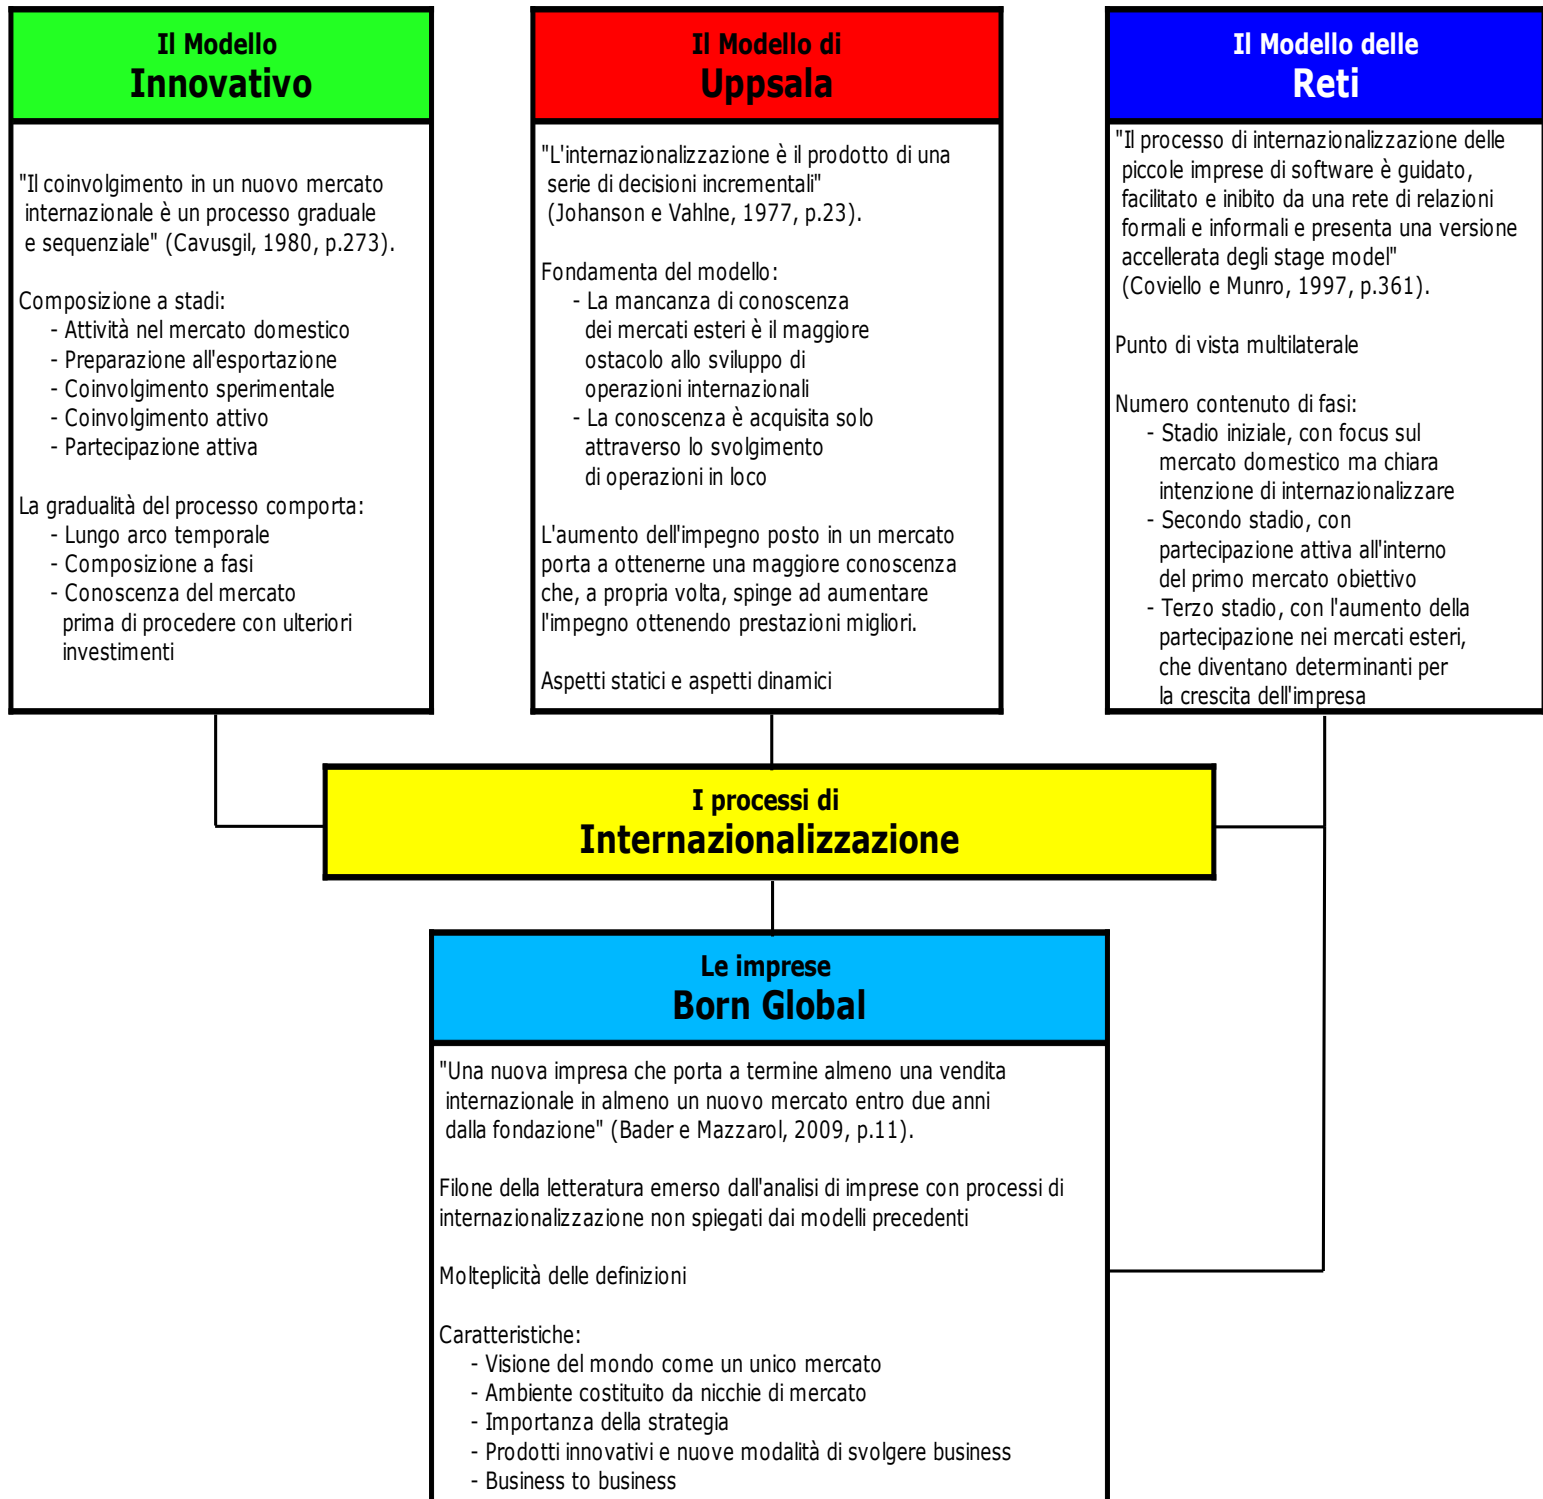 Il Modello
Innovativo
"Il coinvolgimento in un nuovo mercato
internazionale è un processo graduale
e sequenziale" (Cavusgil, 1980, p.273).
Composizione a stadi:
- Attività nel mercato domestico
- Preparazione all'esportazione
- Coinvolgimento sperimentale
- Coinvolgimento attivo
- Partecipazione attiva
La gradualità del processo comporta:
- Lungo arco temporale
- Composizione a fasi
- Conoscenza del mercato
prima di procedere con ulteriori
investimenti
Il Modello di
Uppsala
"L'internazionalizzazione è il prodotto di una
serie di decisioni incrementali"
(Johanson e Vahlne, 1977, p.23).
Fondamenta del modello:
- La mancanza di conoscenza
dei mercati esteri è il maggiore
ostacolo allo sviluppo di
operazioni internazionali
- La conoscenza è acquisita solo
attraverso lo svolgimento
di operazioni in loco
L'aumento dell'impegno posto in un mercato
porta a ottenerne una maggiore conoscenza
che, a propria volta, spinge ad aumentare
l'impegno ottenendo prestazioni migliori.
Aspetti statici e aspetti dinamici
Il Modello delle
Reti
"Il processo di internazionalizzazione delle
piccole imprese di software è guidato,
facilitato e inibito da una rete di relazioni
formali e informali e presenta una versione
accellerata degli stage model"
(Coviello e Munro, 1997, p.361).
Punto di vista multilaterale
Numero contenuto di fasi:
- Stadio iniziale, con focus sul
mercato domestico ma chiara
intenzione di internazionalizzare
- Secondo stadio, con
partecipazione attiva all'interno
del primo mercato obiettivo
- Terzo stadio, con l'aumento della
partecipazione nei mercati esteri,
che diventano determinanti per
la crescita dell'impresa
I processi di
Internazionalizzazione
Le imprese
Born Global
"Una nuova impresa che porta a termine almeno una vendita
internazionale in almeno un nuovo mercato entro due anni
dalla fondazione" (Bader e Mazzarol, 2009, p.11).
Filone della letteratura emerso dall'analisi di imprese con processi di
internazionalizzazione non spiegati dai modelli precedenti
Molteplicità delle definizioni
Caratteristiche:
- Visione del mondo come un unico mercato
- Ambiente costituito da nicchie di mercato
- Importanza della strategia
- Prodotti innovativi e nuove modalità di svolgere business
- Business to business